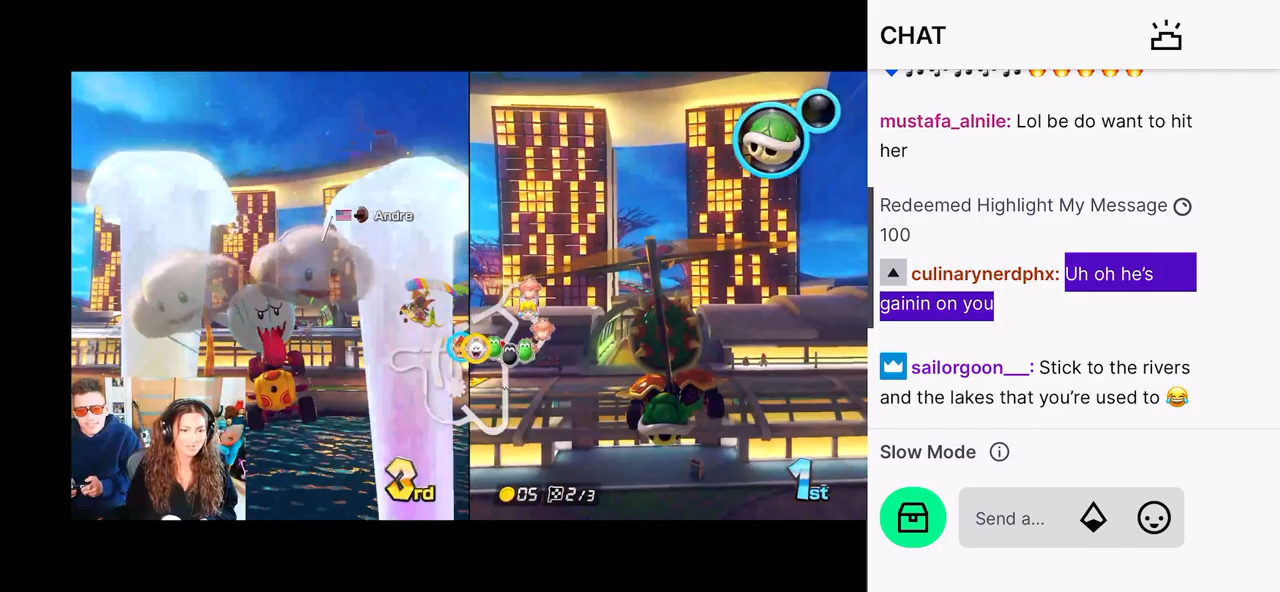 Andre
3rd
05 2/3
1st
CHAT
mustafa_alnile: Lol be do want to hit
her
Redeemed Highlight My Message
100
culinarynerdphx: Uh oh he's
gainin on you
sailorgoon___: Stick to the rivers
and the lakes that you're used to 😂
Slow Mode
Send a...